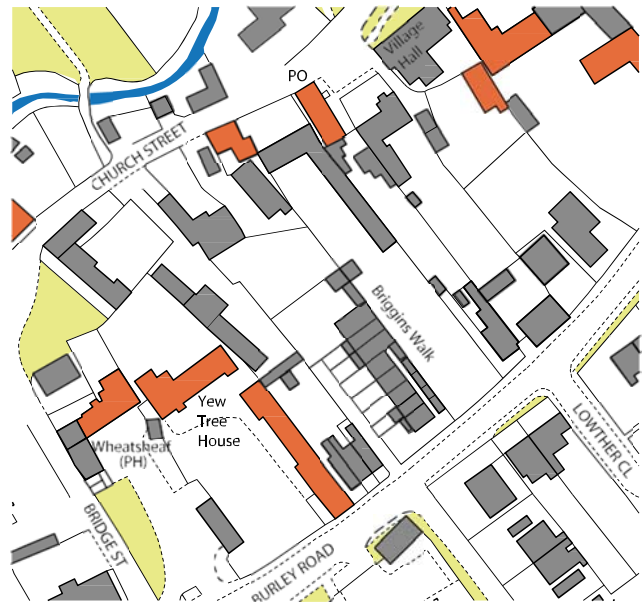 Village
Hall
PO
CHURCH STREET
Briggins Walk
Yew
Tree
House
Wheatsheaf
(PH)
LOWTHER CL
BRIDGE ST
BURLEY ROAD